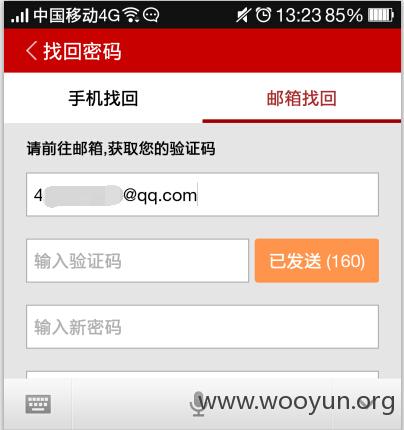 中国移动4G 13:23 85%
找回密码
手机找回 邮箱找回
请前往邮箱,获取您的验证码
4 @qq.com
输入验证码 已发送 (160)
输入新密码
www.wooyun.org